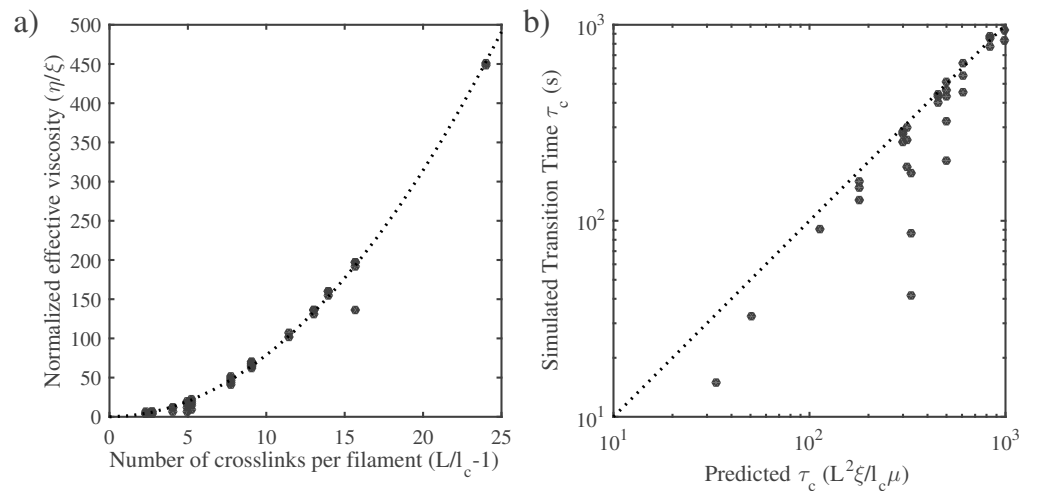 a)
Normalized effective viscosity (η/ξ)
500
450
400
350
300
250
200
150
100
50
0
0 5 10 15 20 25
Number of crosslinks per filament (L/l_c-1)
b)
Simulated Transition Time τ_c (s)
10^3
10^2
10^1
10^1 10^2 10^3
Predicted τ_c (L^2ξ/l_cμ)